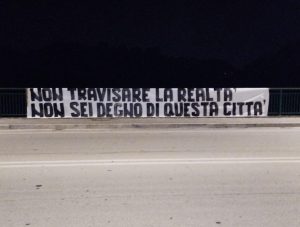 NON TRAVISARE LA REALTA'
NON SEI DEGNO DI QUESTA CITTA'